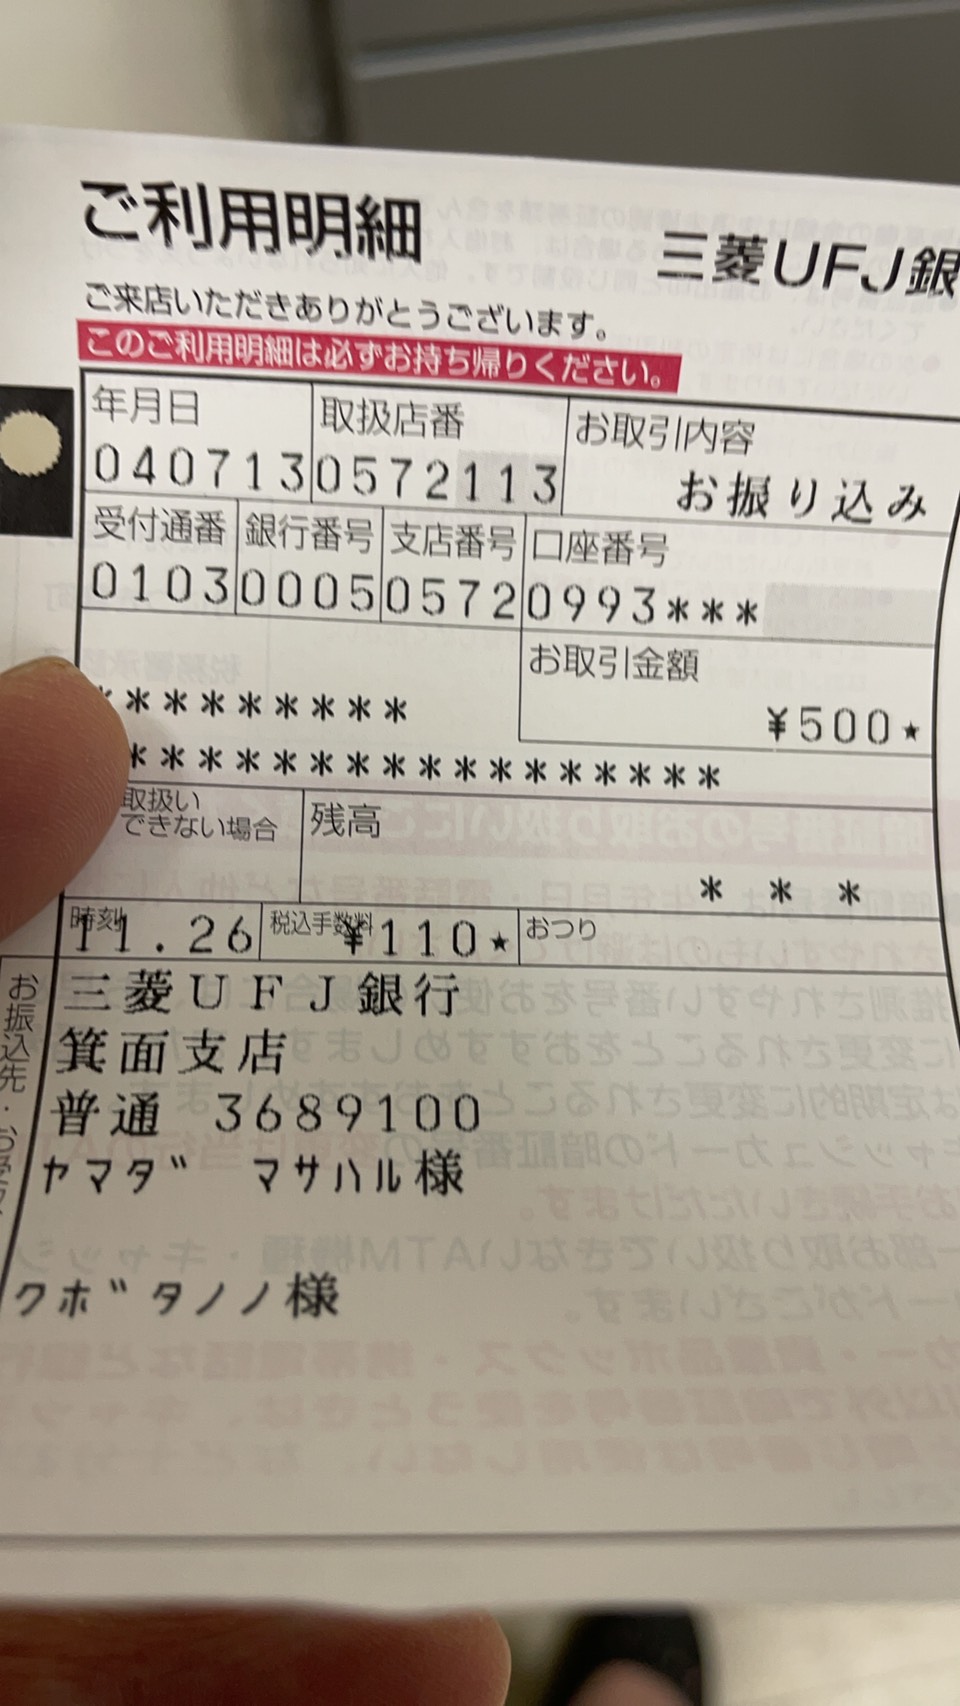 ご利用明細
三菱UFJ銀
ご来店いただきありがとうございます。
このご利用明細は必ずお持ち帰りください。
年月日 取扱店番 お取引内容
040713 0572113 お振り込み
受付通番 銀行番号 支店番号 口座番号
0103 0005 0572 0993***
お取引金額
¥500★
********
*****************
取扱い
できない場合
残高
* * *
時刻 税込手数料 おつり
11.26 ¥110★
お振込先・お受
三菱UFJ銀行
箕面支店
普通 3689100
ヤマダ マサハル様
クボタノノ様